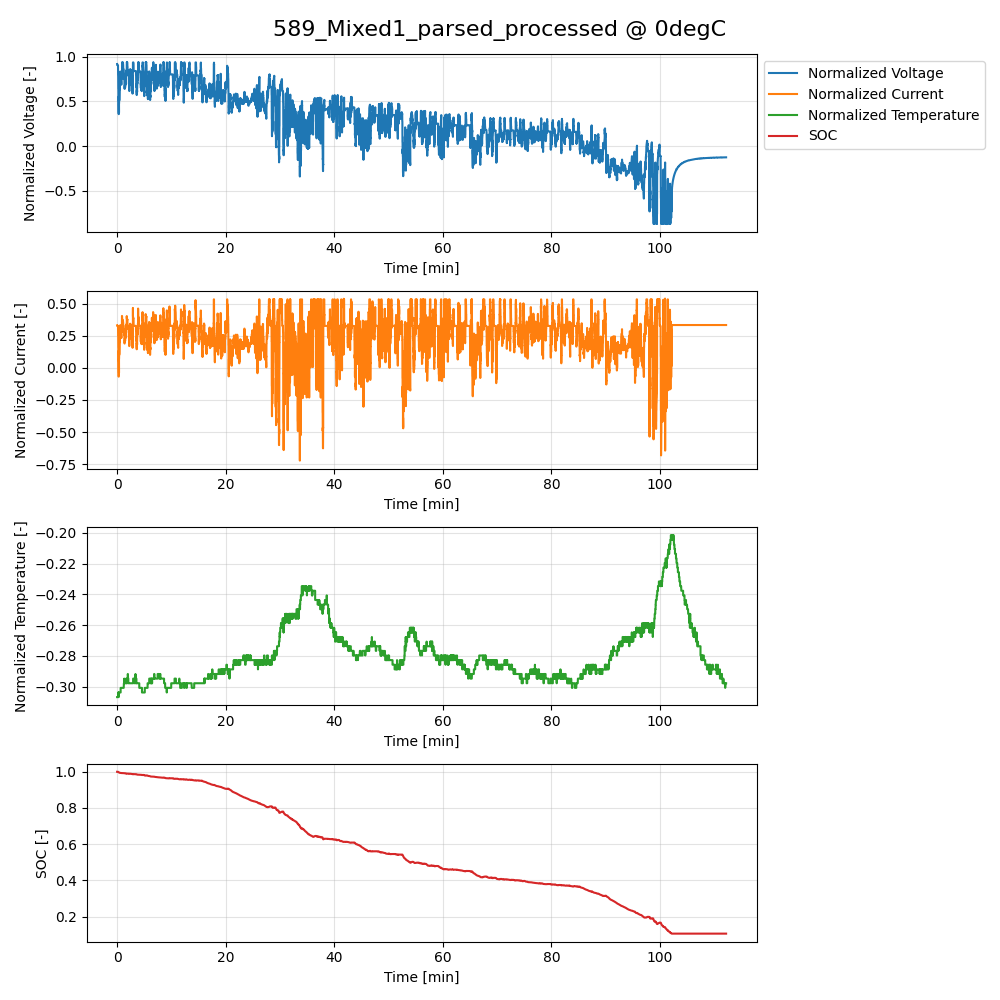 589_Mixed1_parsed_processed @ 0degC
Normalized Voltage [-]
1.0
0.5
0.0
−0.5
0 20 40 60 80 100
Time [min]
Normalized Voltage
Normalized Current
Normalized Temperature
SOC
Normalized Current [-]
0.50
0.25
0.00
−0.25
−0.50
−0.75
0 20 40 60 80 100
Time [min]
Normalized Temperature [-]
−0.20
−0.22
−0.24
−0.26
−0.28
−0.30
0 20 40 60 80 100
Time [min]
SOC [-]
1.0
0.8
0.6
0.4
0.2
0 20 40 60 80 100
Time [min]